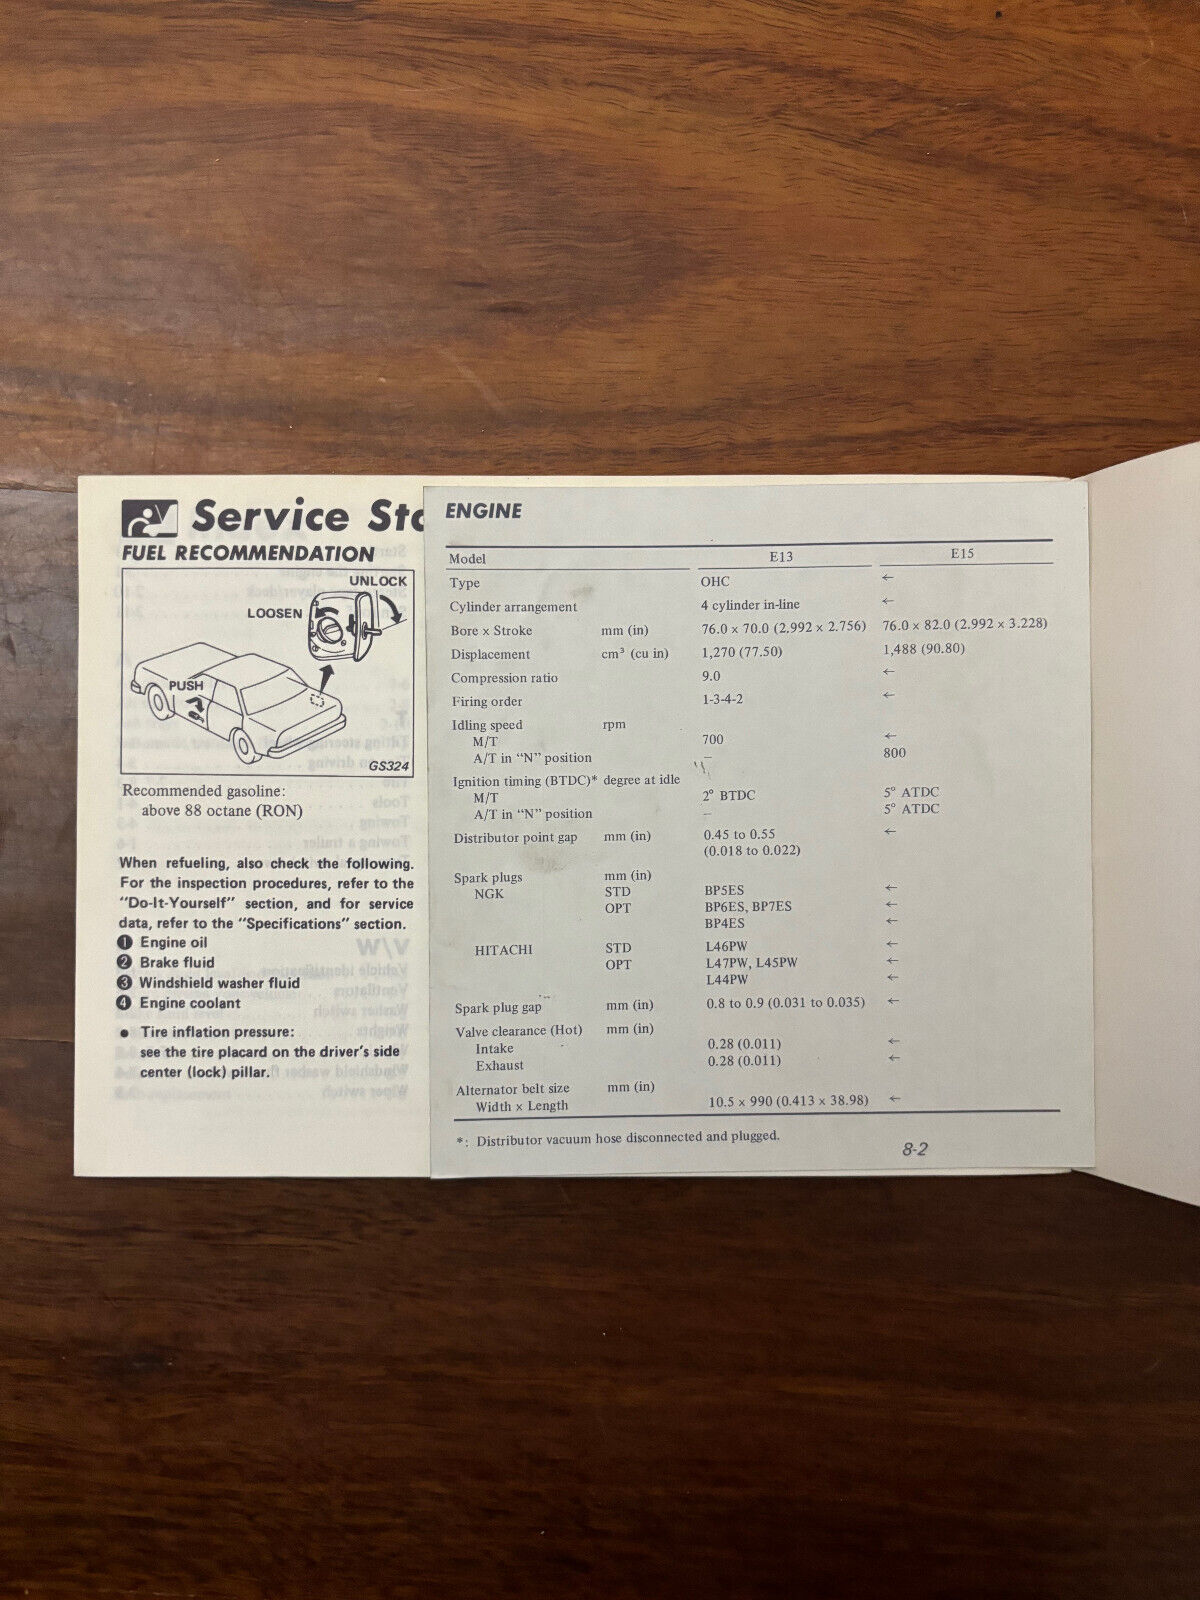 Service Sta
FUEL RECOMMENDATION
UNLOCK
LOOSEN
PUSH
GS324
Recommended gasoline:
above 88 octane (RON)
When refueling, also check the following.
For the inspection procedures, refer to the
"Do-It-Yourself" section, and for service
data, refer to the "Specifications" section.
1 Engine oil
2 Brake fluid
3 Windshield washer fluid
4 Engine coolant
• Tire inflation pressure:
see the tire placard on the driver's side
center (lock) pillar.
ENGINE
Model E13 E15
Type OHC ←
Cylinder arrangement 4 cylinder in-line ←
Bore x Stroke mm (in) 76.0 x 70.0 (2.992 x 2.756) 76.0 x 82.0 (2.992 x 3.228)
Displacement cm³ (cu in) 1,270 (77.50) 1,488 (90.80)
Compression ratio 9.0 ←
Firing order 1-3-4-2 ←
Idling speed rpm
M/T 700 ←
A/T in "N" position – 800
Ignition timing (BTDC)* degree at idle
M/T 2° BTDC 5° ATDC
A/T in "N" position – 5° ATDC
Distributor point gap mm (in) 0.45 to 0.55 ←
(0.018 to 0.022)
Spark plugs mm (in)
NGK STD BP5ES ←
OPT BP6ES, BP7ES ←
BP4ES ←
HITACHI STD L46PW ←
OPT L47PW, L45PW ←
L44PW ←
Spark plug gap mm (in) 0.8 to 0.9 (0.031 to 0.035) ←
Valve clearance (Hot) mm (in)
Intake 0.28 (0.011) ←
Exhaust 0.28 (0.011) ←
Alternator belt size mm (in)
Width x Length 10.5 x 990 (0.413 x 38.98) ←
*: Distributor vacuum hose disconnected and plugged.
8-2